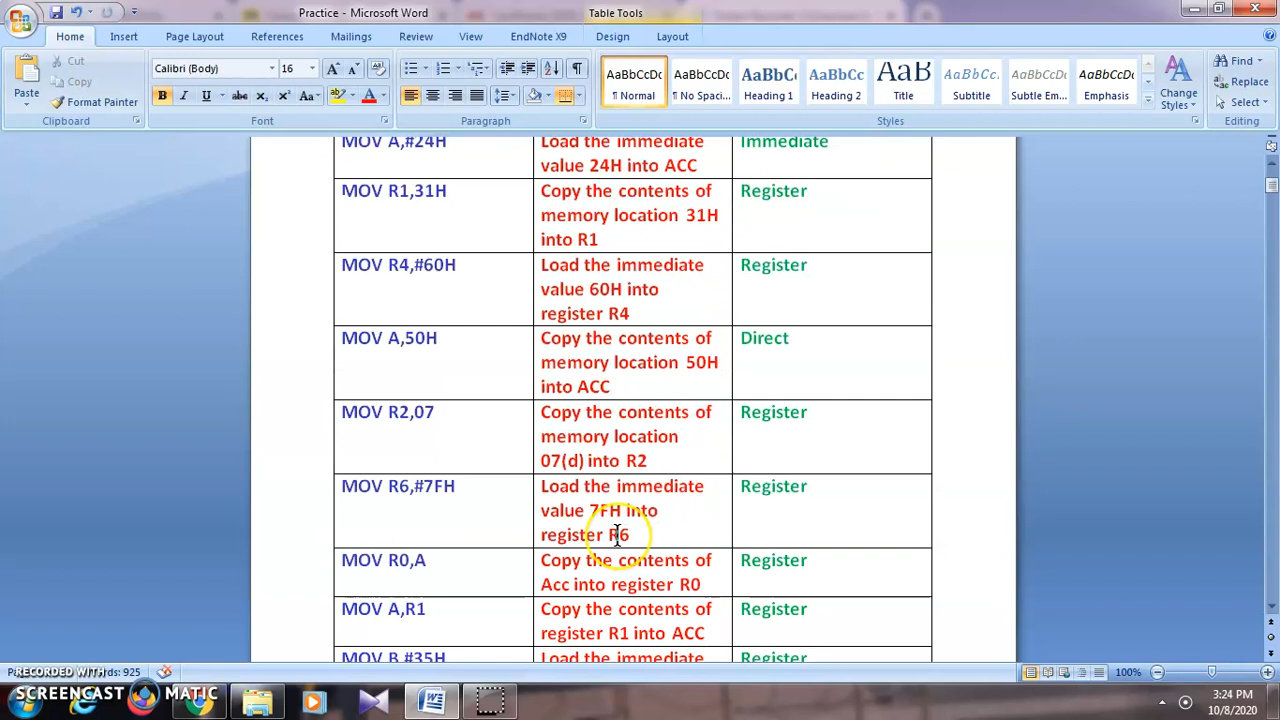 Practice - Microsoft Word
Table Tools
Home
Insert
Page Layout
References
Mailings
Review
View
EndNote X9
Design
Layout
Paste
Cut
Copy
Format Painter
Clipboard
Calibri (Body)
16
B I U abc x₂ x² Aa
Font
Paragraph
AaBbCcDc
¶ Normal
AaBbCcDc
¶ No Spaci...
AaBbCc
Heading 1
AaBbCc
Heading 2
AaB
Title
AaBbCc.
Subtitle
AaBbCcDc
Subtle Em...
AaBbCcDc
Emphasis
Change
Styles
Styles
Find
Replace
Select
Editing
MOV A,#24H
Load the immediate
value 24H into ACC
Immediate
MOV R1,31H
Copy the contents of
memory location 31H
into R1
Register
MOV R4,#60H
Load the immediate
value 60H into
register R4
Register
MOV A,50H
Copy the contents of
memory location 50H
into ACC
Direct
MOV R2,07
Copy the contents of
memory location
07(d) into R2
Register
MOV R6,#7FH
Load the immediate
value 7FH into
register R6
Register
MOV R0,A
Copy the contents of
Acc into register R0
Register
MOV A,R1
Copy the contents of
register R1 into ACC
Register
MOV B,#35H
Load the immediate
Register
RECORDED WITH
925
100%
SCREENCAST MATIC
3:24 PM
10/8/2020